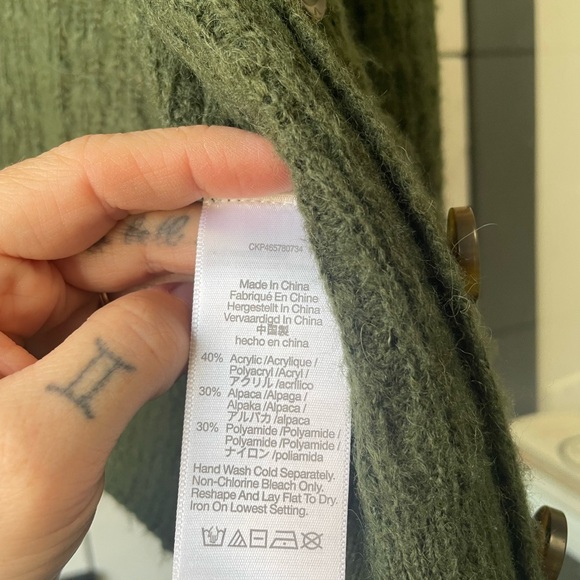 CKP465780734
Made In China
Fabriqué En Chine
Hergestellt In China
Vervaardigd In China
中国製
hecho en china
40% Acrylic /Acrylique /
Polyacryl /Acryl /
アクリル /acrílico
30% Alpaca /Alpaga /
Alpaka /Alpaca /
アルパカ /alpaca
30% Polyamide /Polyamide /
Polyamide /Polyamide /
ナイロン /poliamida
Hand Wash Cold Separately.
Non-Chlorine Bleach Only.
Reshape And Lay Flat To Dry.
Iron On Lowest Setting.